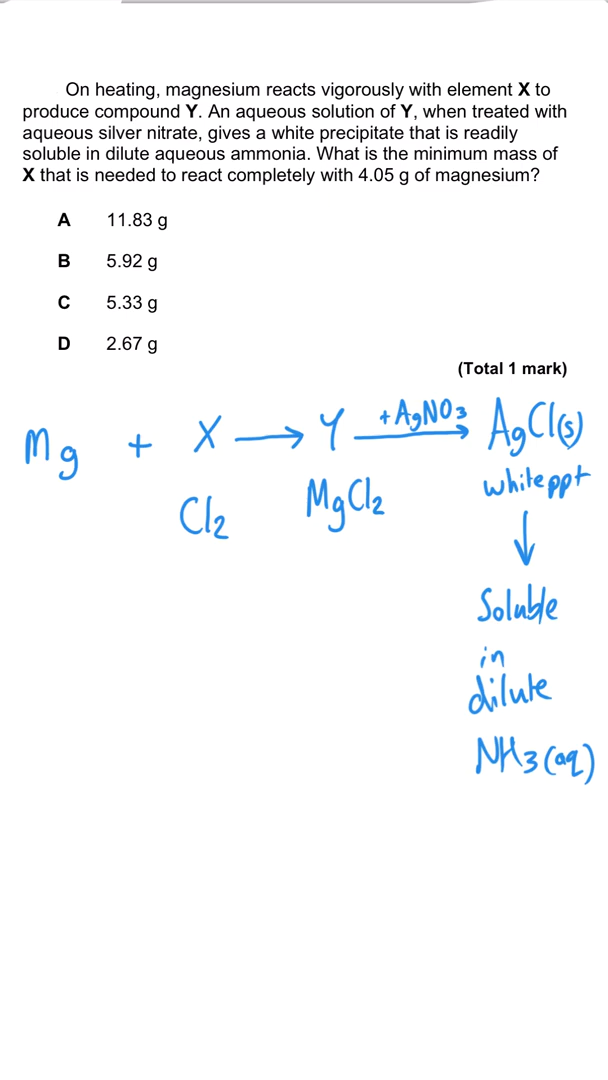 On heating, magnesium reacts vigorously with element X to
produce compound Y. An aqueous solution of Y, when treated with
aqueous silver nitrate, gives a white precipitate that is readily
soluble in dilute aqueous ammonia. What is the minimum mass of
X that is needed to react completely with 4.05 g of magnesium?
A 11.83 g
B 5.92 g
C 5.33 g
D 2.67 g
(Total 1 mark)
Mg + X → Y +AgNO3 → AgCl(s)
white ppt
Cl2 MgCl2
↓
Soluble
in
dilute
NH3(aq)